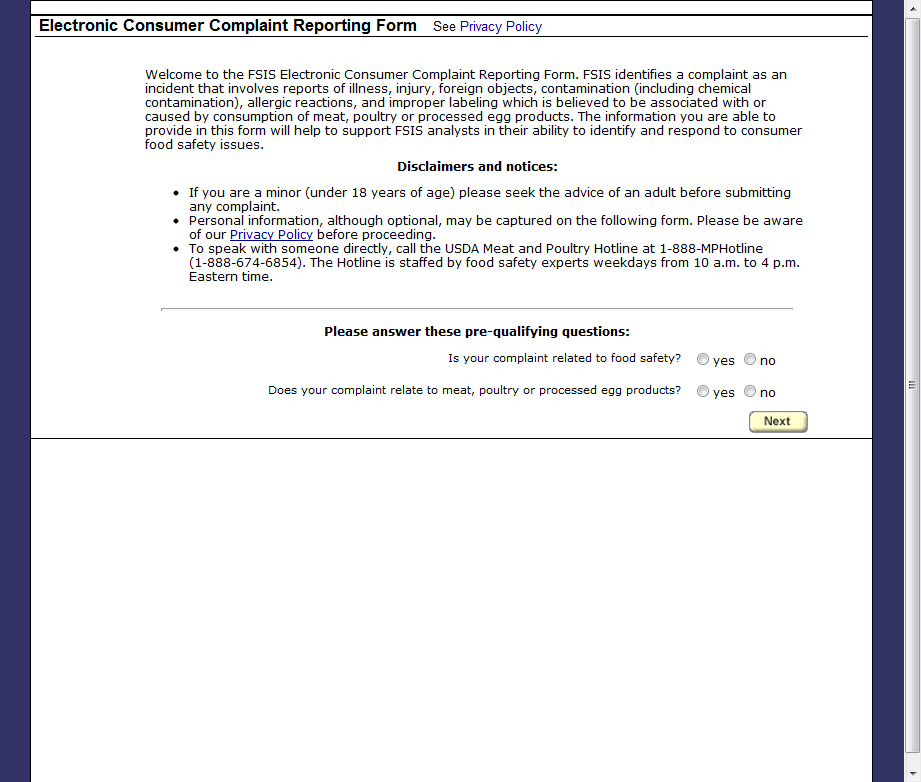 Electronic Consumer Complaint Reporting Form See Privacy Policy
Welcome to the FSIS Electronic Consumer Complaint Reporting Form. FSIS identifies a complaint as an
incident that involves reports of illness, injury, foreign objects, contamination (including chemical
contamination), allergic reactions, and improper labeling which is believed to be associated with or
caused by consumption of meat, poultry or processed egg products. The information you are able to
provide in this form will help to support FSIS analysts in their ability to identify and respond to consumer
food safety issues.
Disclaimers and notices:
• If you are a minor (under 18 years of age) please seek the advice of an adult before submitting
any complaint.
• Personal information, although optional, may be captured on the following form. Please be aware
of our Privacy Policy before proceeding.
• To speak with someone directly, call the USDA Meat and Poultry Hotline at 1-888-MPHotline
(1-888-674-6854). The Hotline is staffed by food safety experts weekdays from 10 a.m. to 4 p.m.
Eastern time.
Please answer these pre-qualifying questions:
Is your complaint related to food safety? yes no
Does your complaint relate to meat, poultry or processed egg products? yes no
Next